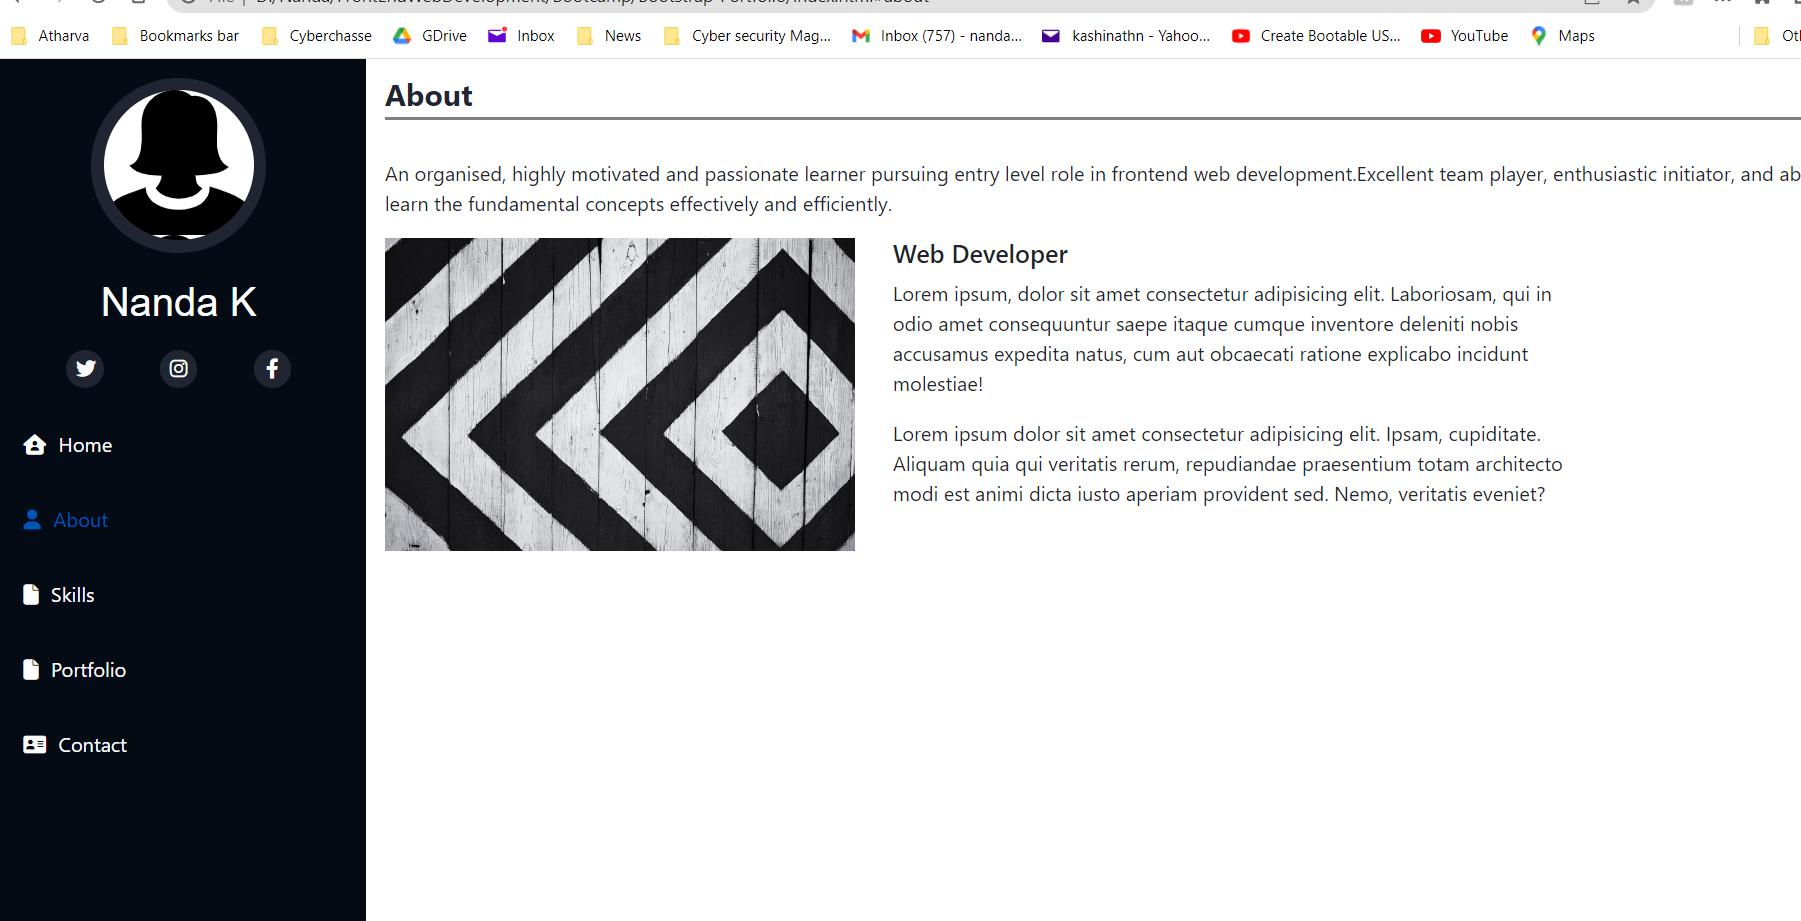 File | D:/Nanda/FrontEndWebDevelopment/Bootcamp/Bootstrap-Portfolio/index.html#about
Atharva Bookmarks bar Cyberchasse GDrive Inbox News Cyber security Mag... Inbox (757) - nanda... kashinathn - Yahoo... Create Bootable US... YouTube Maps Ot
About
An organised, highly motivated and passionate learner pursuing entry level role in frontend web development.Excellent team player, enthusiastic initiator, and ab
learn the fundamental concepts effectively and efficiently.
Web Developer
Lorem ipsum, dolor sit amet consectetur adipisicing elit. Laboriosam, qui in
odio amet consequuntur saepe itaque cumque inventore deleniti nobis
accusamus expedita natus, cum aut obcaecati ratione explicabo incidunt
molestiae!
Lorem ipsum dolor sit amet consectetur adipisicing elit. Ipsam, cupiditate.
Aliquam quia qui veritatis rerum, repudiandae praesentium totam architecto
modi est animi dicta iusto aperiam provident sed. Nemo, veritatis eveniet?
Nanda K
Home
About
Skills
Portfolio
Contact